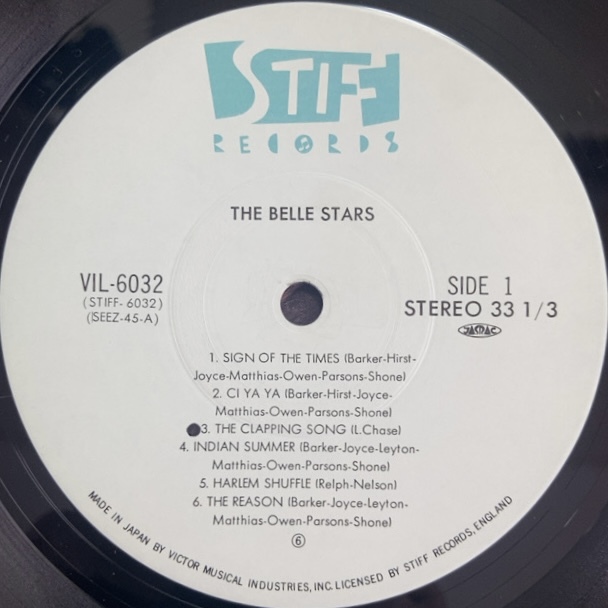 STIFF
RECORDS
THE BELLE STARS
VIL-6032
(STIFF- 6032)
(SEEZ-45-A)
SIDE 1
STEREO 33 1/3
JASRAC
1. SIGN OF THE TIMES (Barker-Hirst-
Joyce-Matthias-Owen-Parsons-Shone)
2. CI YA YA (Barker-Hirst-Joyce-
Matthias-Owen-Parsons-Shone)
3. THE CLAPPING SONG (L.Chase)
4. INDIAN SUMMER (Barker-Joyce-Leyton-
Matthias-Owen-Parsons-Shone)
5. HARLEM SHUFFLE (Relph-Nelson)
6. THE REASON (Barker-Joyce-Leyton-
Matthias-Owen-Parsons-Shone)
⑥
MADE IN JAPAN BY VICTOR MUSICAL INDUSTRIES, INC. LICENSED BY STIFF RECORDS, ENGLAND